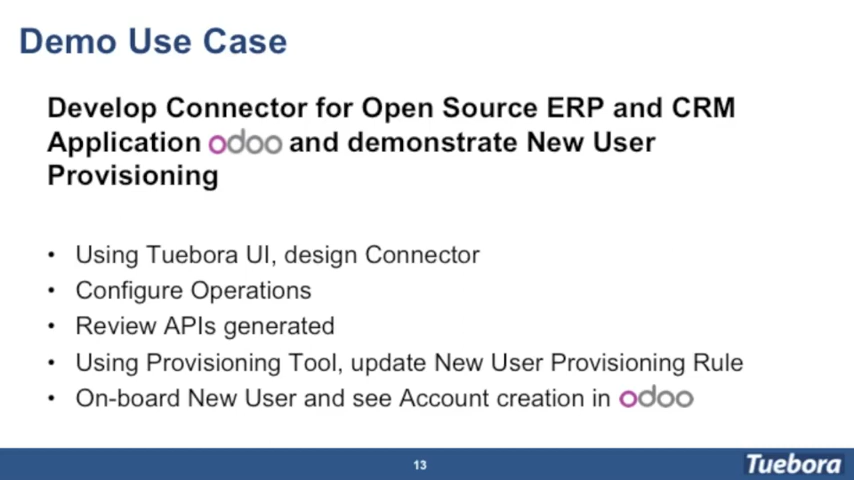 Demo Use Case
Develop Connector for Open Source ERP and CRM
Application odoo and demonstrate New User
Provisioning
• Using Tuebora UI, design Connector
• Configure Operations
• Review APIs generated
• Using Provisioning Tool, update New User Provisioning Rule
• On-board New User and see Account creation in odoo
13
Tuebora